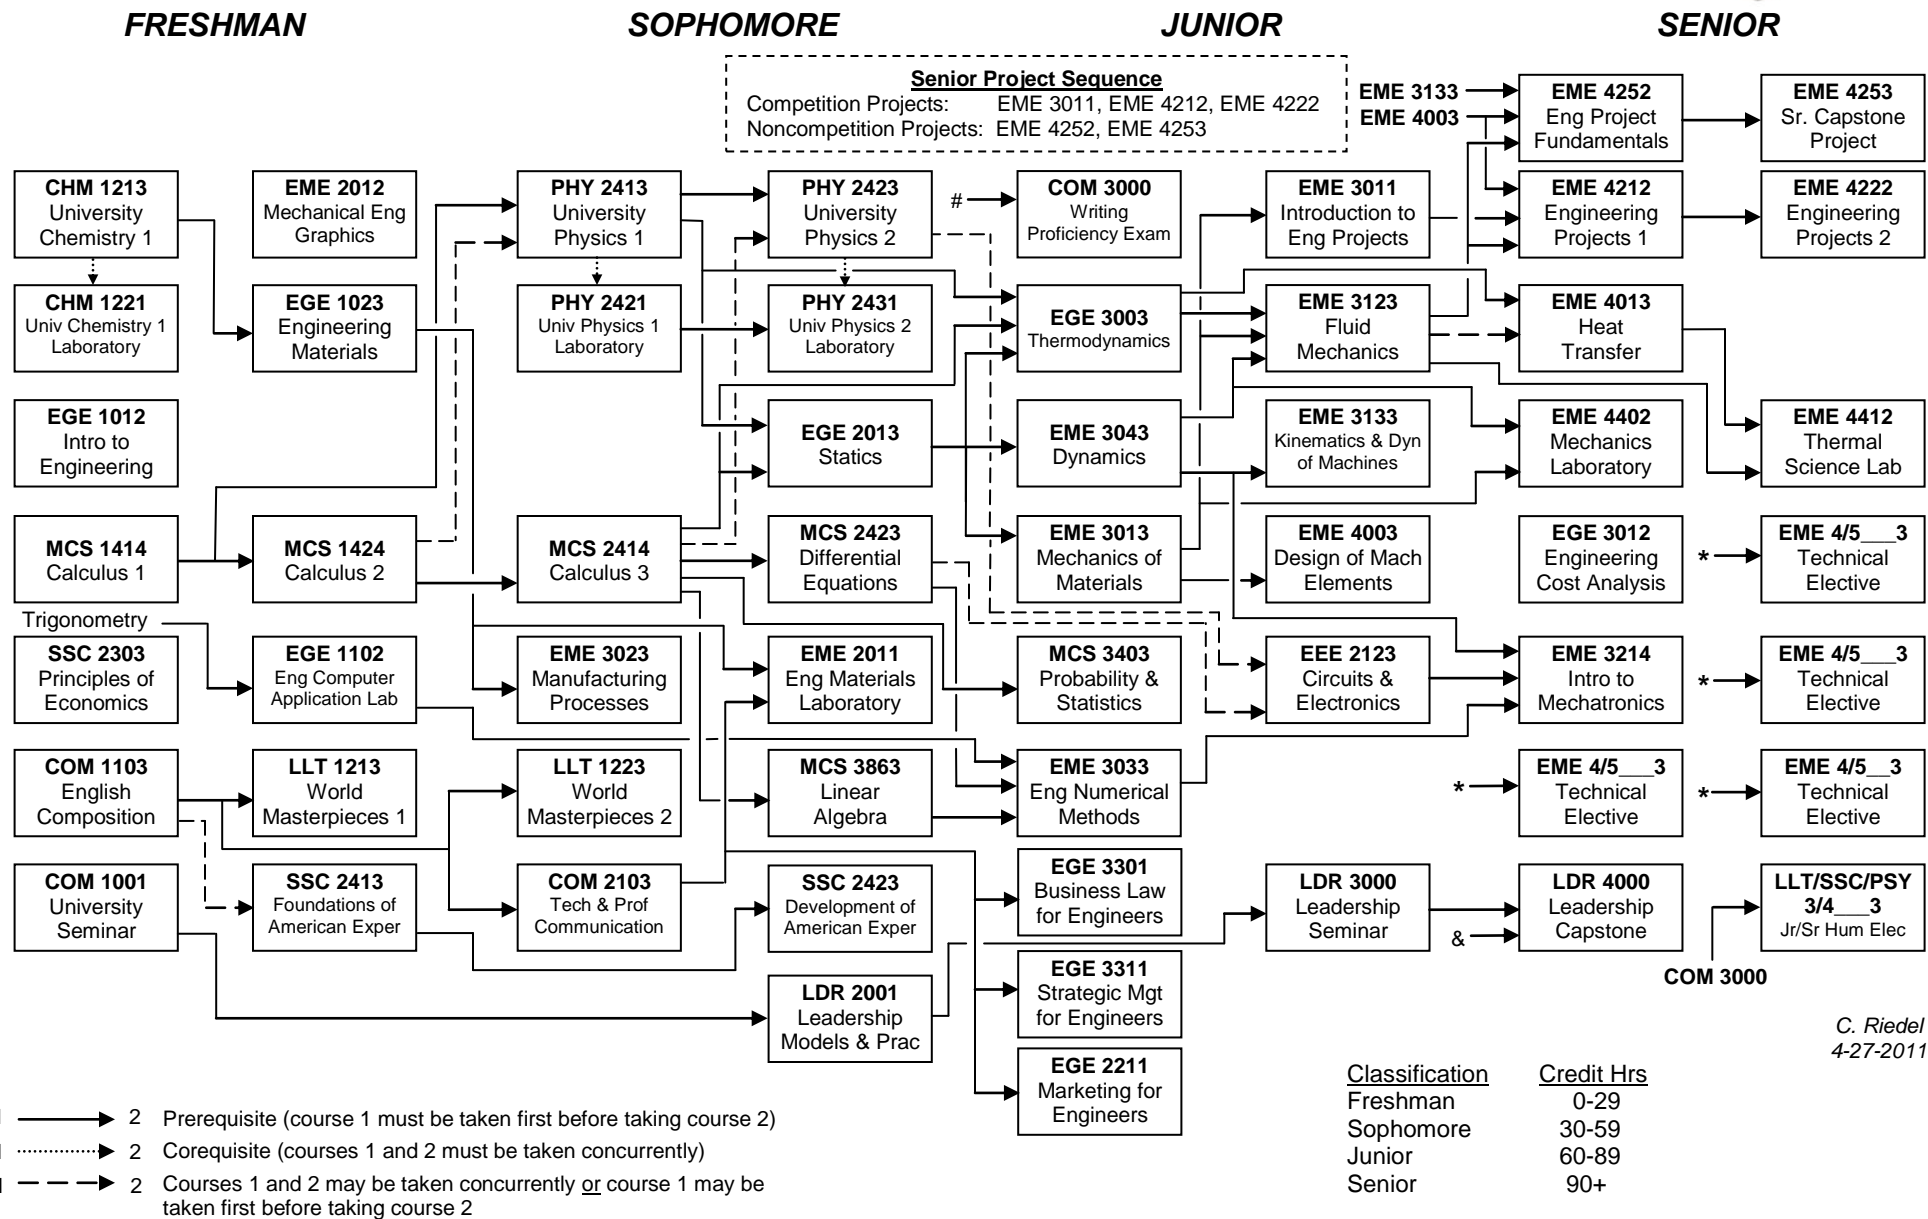 FRESHMAN
SOPHOMORE
JUNIOR
SENIOR
Senior Project Sequence
Competition Projects: EME 3011, EME 4212, EME 4222
Noncompetition Projects: EME 4252, EME 4253
EME 3133
EME 4003
EME 4252
Eng Project
Fundamentals
EME 4253
Sr. Capstone
Project
CHM 1213
University
Chemistry 1
EME 2012
Mechanical Eng
Graphics
PHY 2413
University
Physics 1
PHY 2423
University
Physics 2
#
COM 3000
Writing
Proficiency Exam
EME 3011
Introduction to
Eng Projects
EME 4212
Engineering
Projects 1
EME 4222
Engineering
Projects 2
CHM 1221
Univ Chemistry 1
Laboratory
EGE 1023
Engineering
Materials
PHY 2421
Univ Physics 1
Laboratory
PHY 2431
Univ Physics 2
Laboratory
EGE 3003
Thermodynamics
EME 3123
Fluid
Mechanics
EME 4013
Heat
Transfer
EGE 1012
Intro to
Engineering
EGE 2013
Statics
EME 3043
Dynamics
EME 3133
Kinematics & Dyn
of Machines
EME 4402
Mechanics
Laboratory
EME 4412
Thermal
Science Lab
MCS 1414
Calculus 1
MCS 1424
Calculus 2
MCS 2414
Calculus 3
MCS 2423
Differential
Equations
EME 3013
Mechanics of
Materials
EME 4003
Design of Mach
Elements
EGE 3012
Engineering
Cost Analysis
*
EME 4/5___3
Technical
Elective
Trigonometry
SSC 2303
Principles of
Economics
EGE 1102
Eng Computer
Application Lab
EME 3023
Manufacturing
Processes
EME 2011
Eng Materials
Laboratory
MCS 3403
Probability &
Statistics
EEE 2123
Circuits &
Electronics
EME 3214
Intro to
Mechatronics
*
EME 4/5___3
Technical
Elective
COM 1103
English
Composition
LLT 1213
World
Masterpieces 1
LLT 1223
World
Masterpieces 2
MCS 3863
Linear
Algebra
EME 3033
Eng Numerical
Methods
*
EME 4/5___3
Technical
Elective
*
EME 4/5__3
Technical
Elective
COM 1001
University
Seminar
SSC 2413
Foundations of
American Exper
COM 2103
Tech & Prof
Communication
SSC 2423
Development of
American Exper
EGE 3301
Business Law
for Engineers
LDR 3000
Leadership
Seminar
&
LDR 4000
Leadership
Capstone
LLT/SSC/PSY
3/4___3
Jr/Sr Hum Elec
COM 3000
LDR 2001
Leadership
Models & Prac
EGE 3311
Strategic Mgt
for Engineers
EGE 2211
Marketing for
Engineers
C. Riedel
4-27-2011
2 Prerequisite (course 1 must be taken first before taking course 2)
2 Corequisite (courses 1 and 2 must be taken concurrently)
2 Courses 1 and 2 may be taken concurrently or course 1 may be
taken first before taking course 2
Classification Credit Hrs
Freshman 0-29
Sophomore 30-59
Junior 60-89
Senior 90+